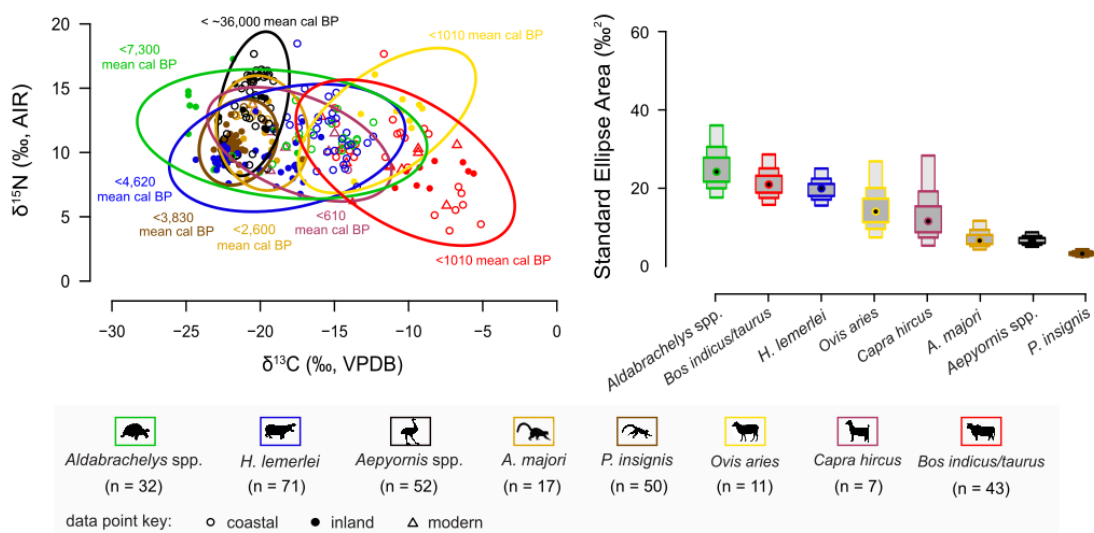 20
15
10
5
0
δ¹⁵N (‰, AIR)
< ~36,000 mean cal BP
<7,300
mean cal BP
<1010 mean cal BP
<4,620
mean cal BP
<3,830
mean cal BP
<2,600
mean cal BP
<610
mean cal BP
<1010 mean cal BP
−30 −25 −20 −15 −10 −5 0
δ¹³C (‰, VPDB)
60
40
20
0
Standard Ellipse Area (‰²)
Aldabrachelys spp.
Bos indicus/taurus
H. lemerlei
Ovis aries
Capra hircus
A. majori
Aepyornis spp.
P. insignis
Aldabrachelys spp. H. lemerlei Aepyornis spp. A. majori P. insignis Ovis aries Capra hircus Bos indicus/taurus
(n = 32) (n = 71) (n = 52) (n = 17) (n = 50) (n = 11) (n = 7) (n = 43)
data point key: coastal inland modern